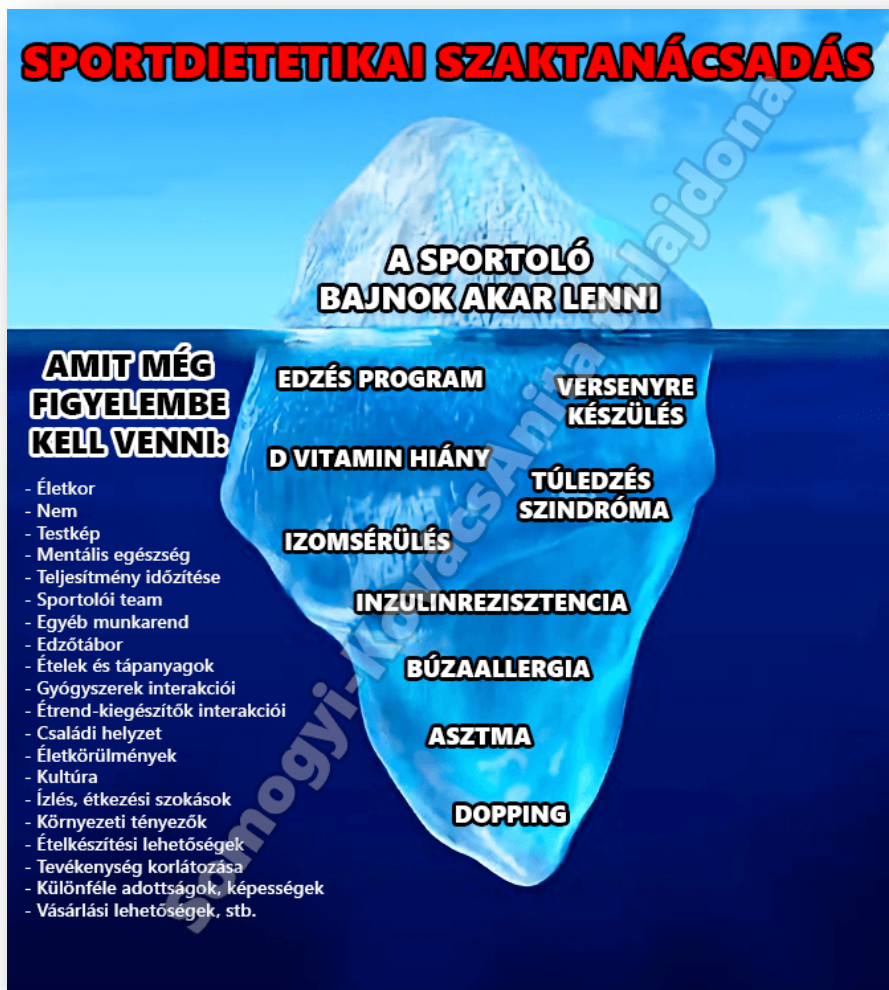 SPORTDIETETIKAI SZAKTANÁCSADÁS
A SPORTOLÓ
BAJNOK AKAR LENNI
EDZÉS PROGRAM
VERSENYRE
KÉSZÜLÉS
D VITAMIN HIÁNY
TÚLEDZÉS
SZINDRÓMA
IZOMSÉRÜLÉS
INZULINREZISZTENCIA
BÚZAALLERGIA
ASZTMA
DOPPING
AMIT MÉG
FIGYELEMBE
KELL VENNI:
- Életkor
- Nem
- Testkép
- Mentális egészség
- Teljesítmény időzítése
- Sportolói team
- Egyéb munkarend
- Edzőtábor
- Ételek és tápanyagok
- Gyógyszerek interakciói
- Étrend-kiegészítők interakciói
- Családi helyzet
- Életkörülmények
- Kultúra
- Ízlés, étkezési szokások
- Környezeti tényezők
- Ételkészítési lehetőségek
- Tevékenység korlátozása
- Különféle adottságok, képességek
- Vásárlási lehetőségek, stb.
Somogyi-KovácsAnita tulajdona